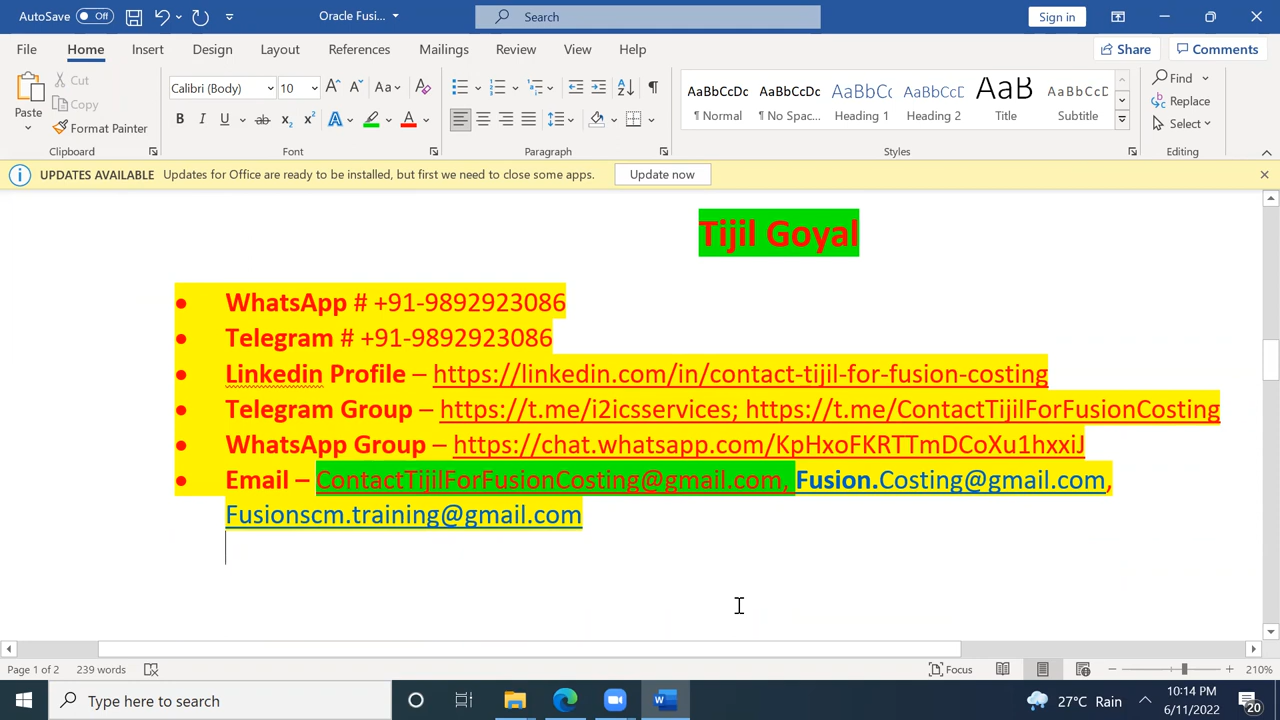 AutoSave Off Oracle Fusi... Search Sign in
File Home Insert Design Layout References Mailings Review View Help Share Comments
Paste Cut Copy Format Painter Calibri (Body) 10 Aa
B I U ab x₂ x² A A
AaBbCcDc AaBbCcDc AaBbCc AaBbCcD AaB AaBbCcD
¶ Normal ¶ No Spac... Heading 1 Heading 2 Title Subtitle
Find Replace Select
Clipboard Font Paragraph Styles Editing
UPDATES AVAILABLE Updates for Office are ready to be installed, but first we need to close some apps. Update now
Tijil Goyal
• WhatsApp # +91-9892923086
• Telegram # +91-9892923086
• Linkedin Profile – https://linkedin.com/in/contact-tijil-for-fusion-costing
• Telegram Group – https://t.me/i2icsservices; https://t.me/ContactTijilForFusionCosting
• WhatsApp Group – https://chat.whatsapp.com/KpHxoFKRTTmDCoXu1hxxiJ
• Email – ContactTijilForFusionCosting@gmail.com, Fusion.Costing@gmail.com,
Fusionscm.training@gmail.com
Page 1 of 2 239 words Focus 210%
Type here to search 27°C Rain 10:14 PM
6/11/2022 20